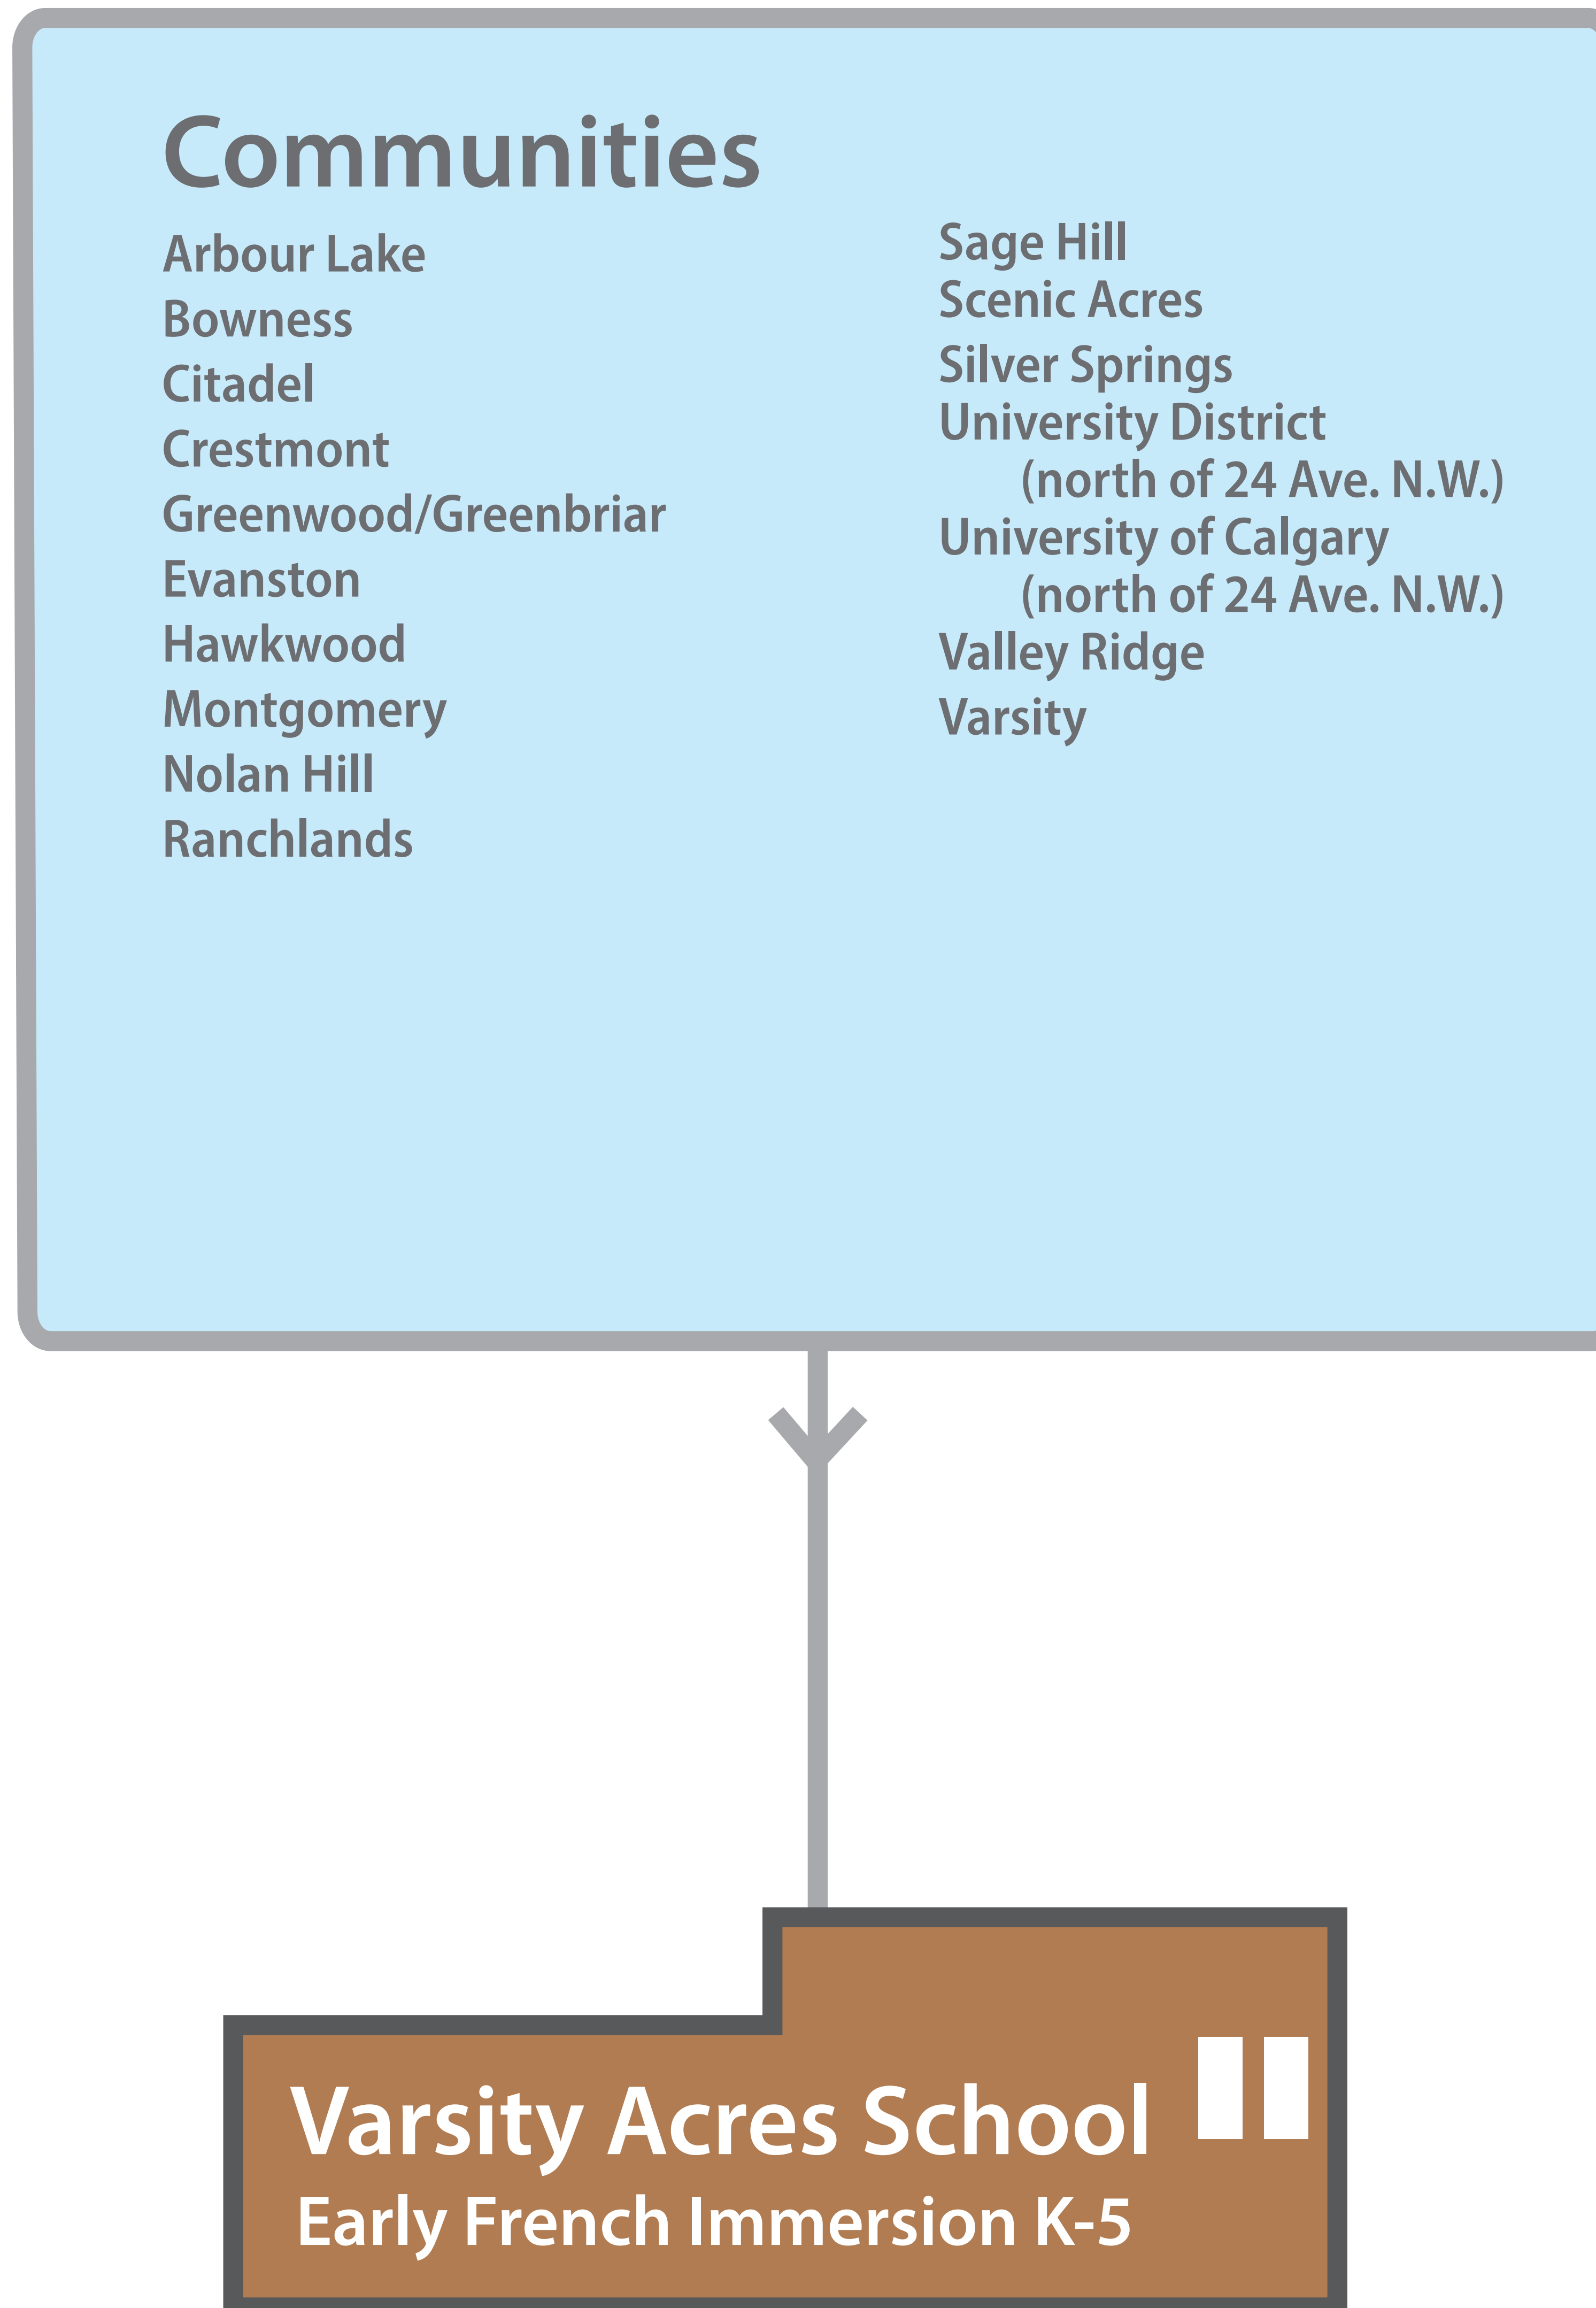 Communities
Arbour Lake
Bowness
Citadel
Crestmont
Greenwood/Greenbriar
Evanston
Hawkwood
Montgomery
Nolan Hill
Ranchlands
Sage Hill
Scenic Acres
Silver Springs
University District
(north of 24 Ave. N.W.)
University of Calgary
(north of 24 Ave. N.W.)
Valley Ridge
Varsity
Varsity Acres School
Early French Immersion K-5